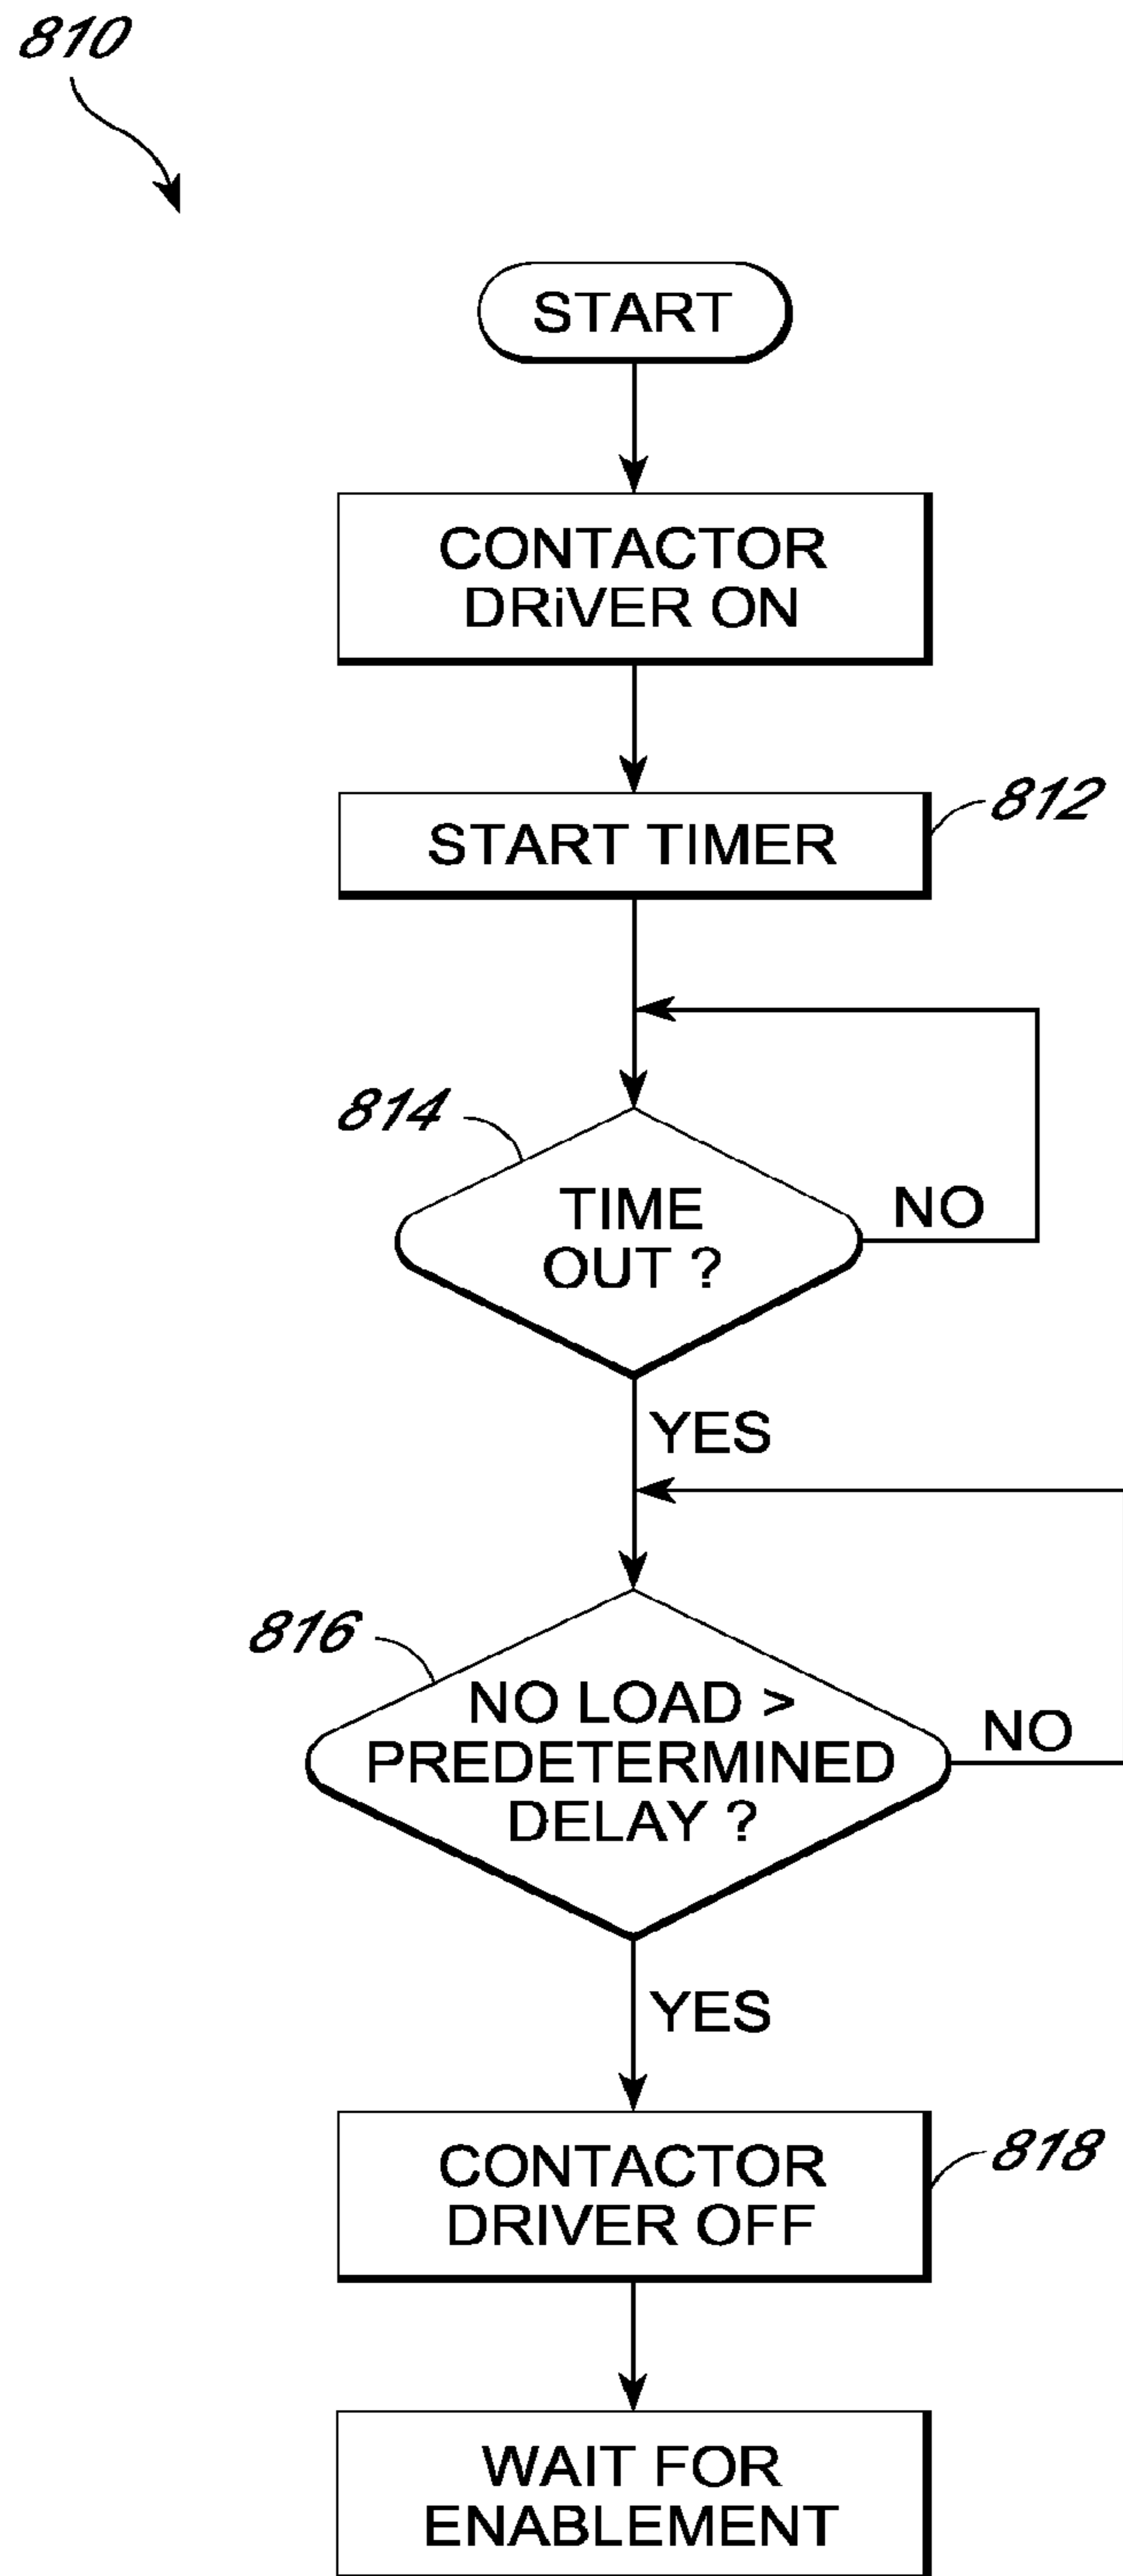 810
START
CONTACTOR
DRiVER ON
START TIMER
812
814
TIME
OUT ?
NO
YES
816
NO LOAD >
PREDETERMINED
DELAY ?
NO
YES
CONTACTOR
DRIVER OFF
818
WAIT FOR
ENABLEMENT